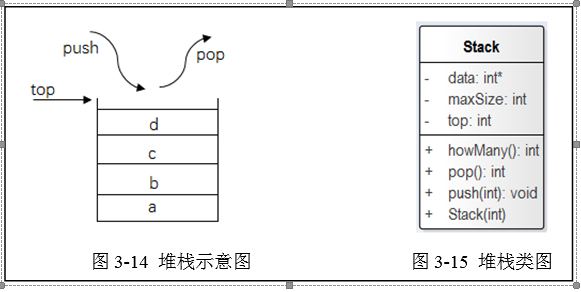 push
pop
top
d
c
b
a
图 3-14 堆栈示意图
Stack
- data: int*
- maxSize: int
- top: int
+ howMany(): int
+ pop(): int
+ push(int): void
+ Stack(int)
图 3-15 堆栈类图